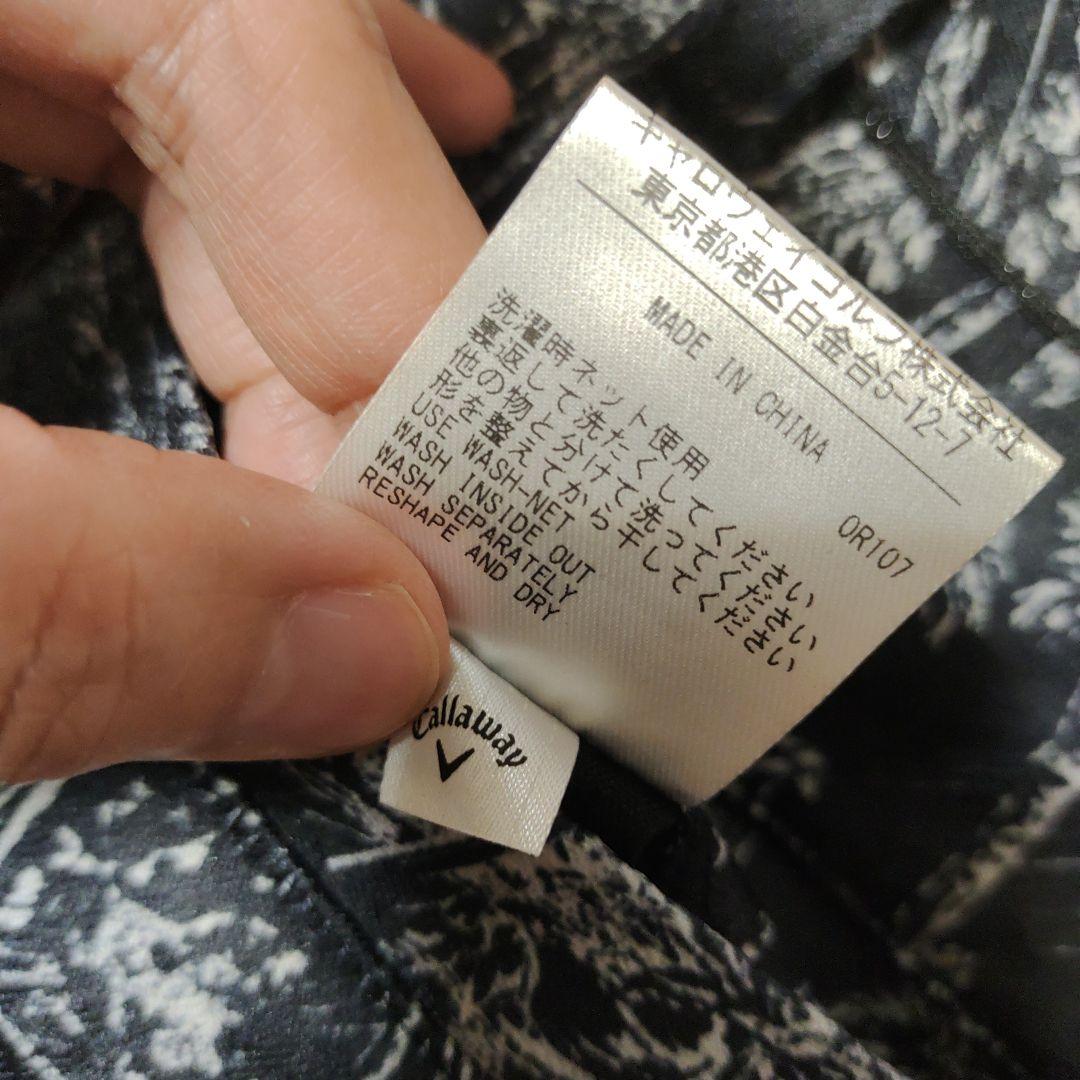 キャロウェイゴルフ株式会社
東京都港区白金台5-12-7
MADE IN CHINA
OR107
洗濯時ネット使用
裏返して洗たくしてください
他の物と分けて洗ってください
形を整えてから干してください
USE WASH-NET
WASH INSIDE OUT
WASH SEPARATELY
RESHAPE AND DRY
Callaway